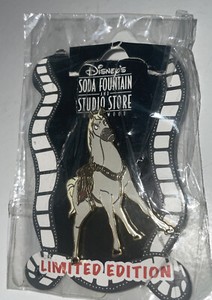 Disney's
SODA FOUNTAIN
AND
STUDIO STORE
LIMITED EDITION